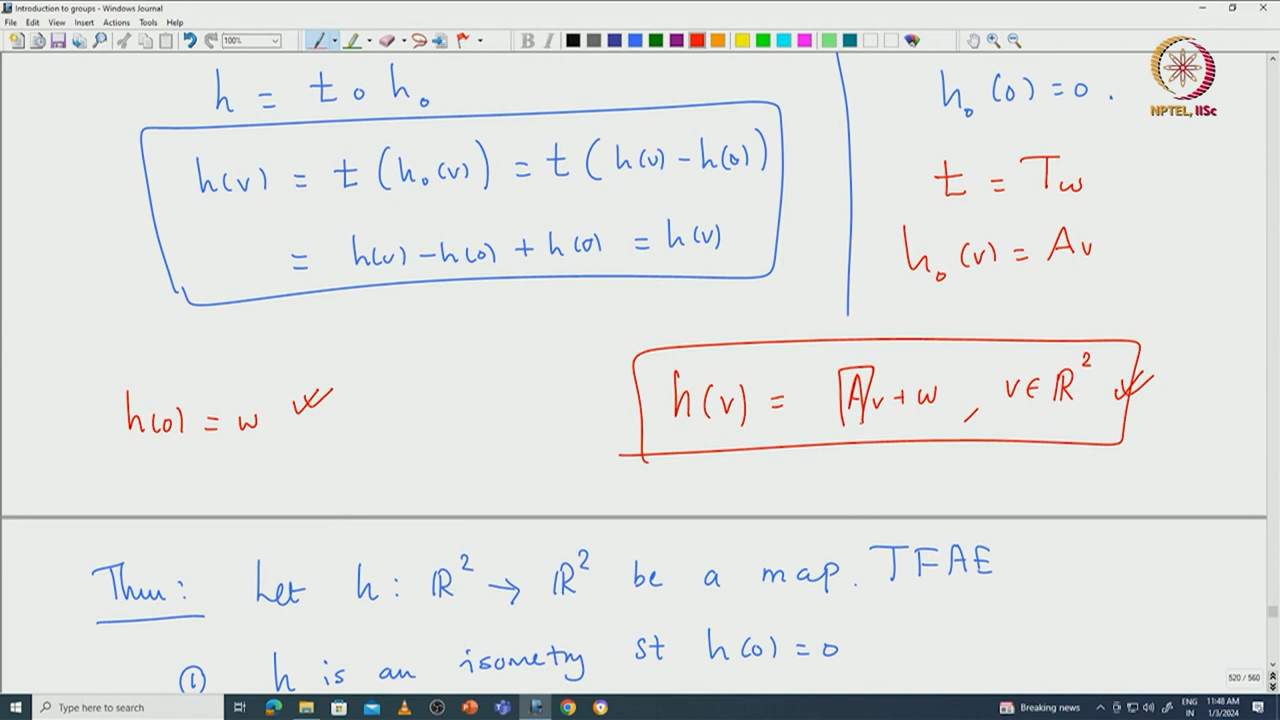 Introduction to groups - Windows Journal
File Edit View Insert Actions Tools Help
100%
B I
NPTEL, IISc
h = t o h₀
h(v) = t (h₀(v)) = t (h(v) - h(0))
= h(v) - h(0) + h(0) = h(v)
h₀(0) = 0.
t = T_w
h₀(v) = Av
h(0) = w
h(v) = Av + w, v ∈ ℝ²
Thm: Let h: ℝ² → ℝ² be a map. TFAE
① h is an isometry st h(0) = 0
520 / 560
Type here to search
Breaking news
ENG
IN
11:48 AM
1/3/2024